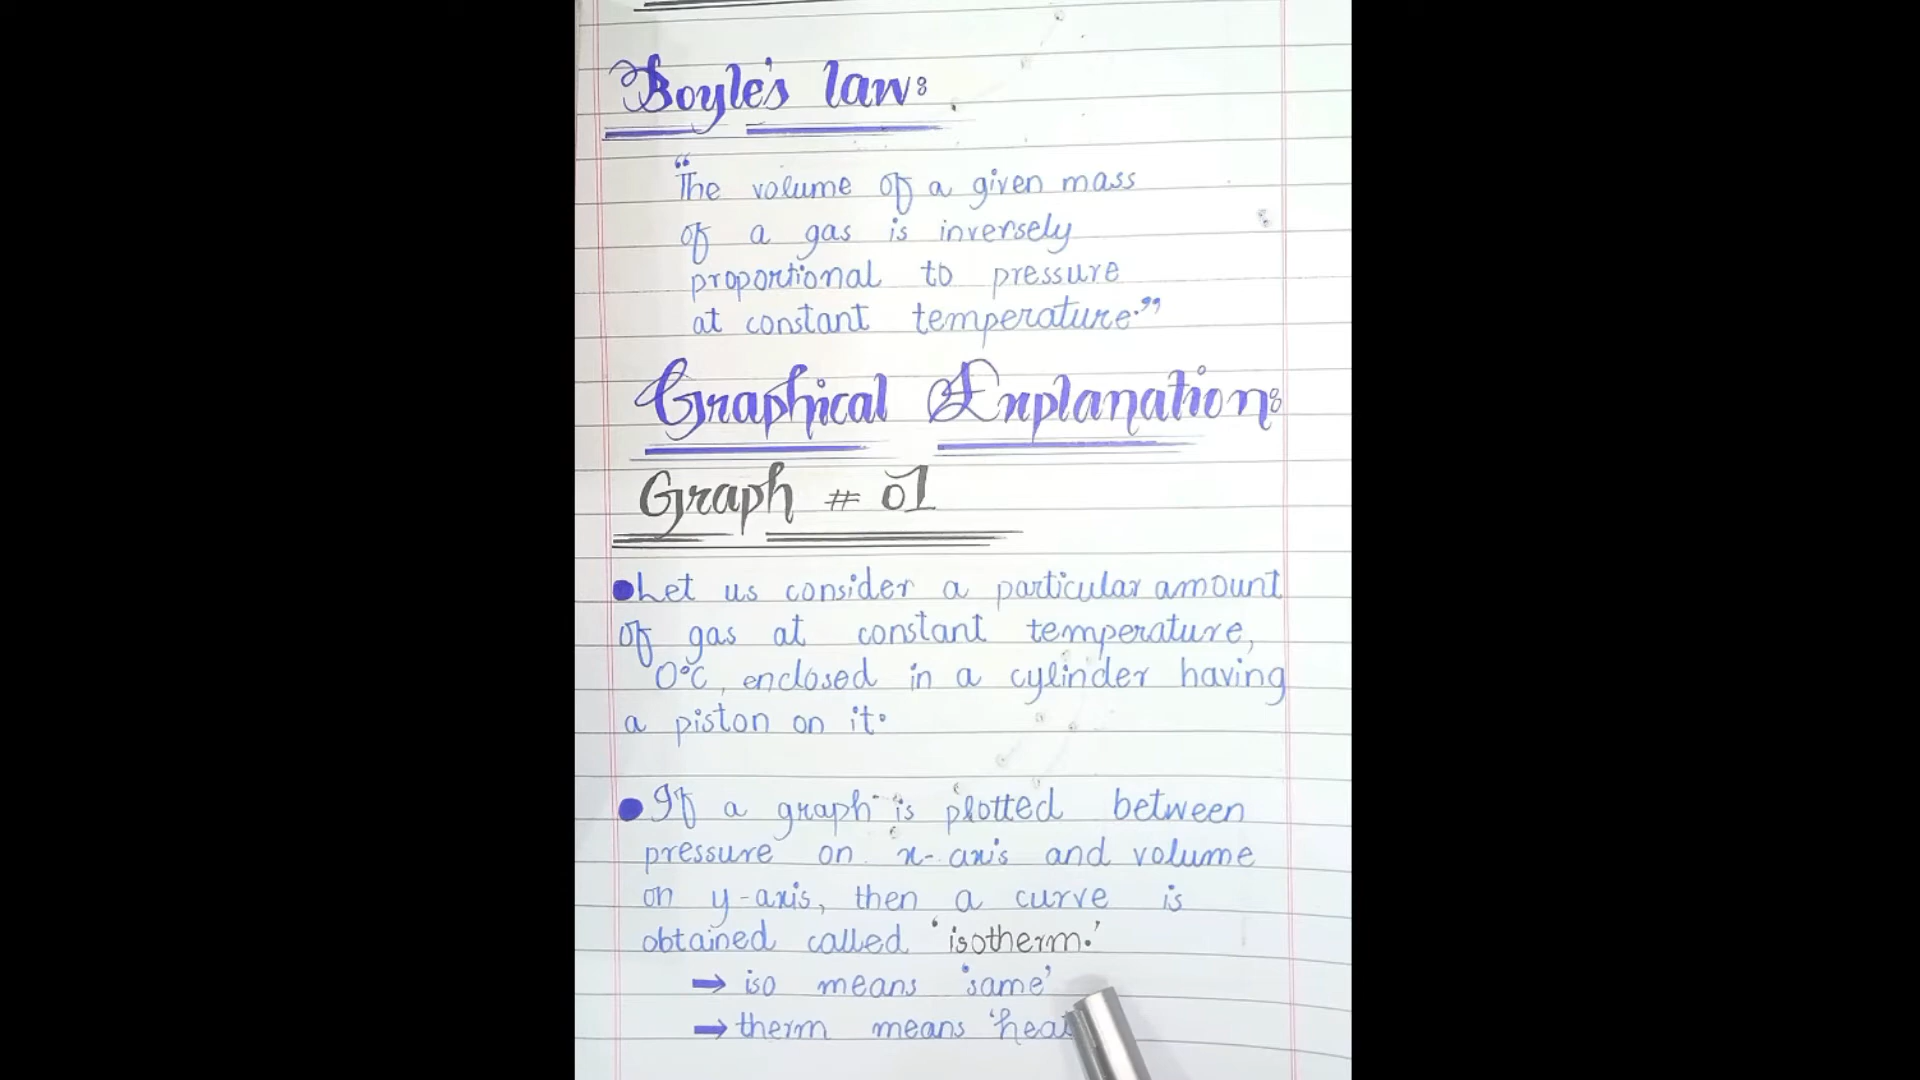 Boyle's law:
"The volume of a given mass
of a gas is inversely
proportional to pressure
at constant temperature."
Graphical Explanation:
Graph # 01
•Let us consider a particular amount
of gas at constant temperature,
0°C, enclosed in a cylinder having
a piston on it.
• If a graph is plotted between
pressure on x-axis and volume
on y-axis, then a curve is
obtained called 'isotherm.'
→ iso means 'same'
→ therm means